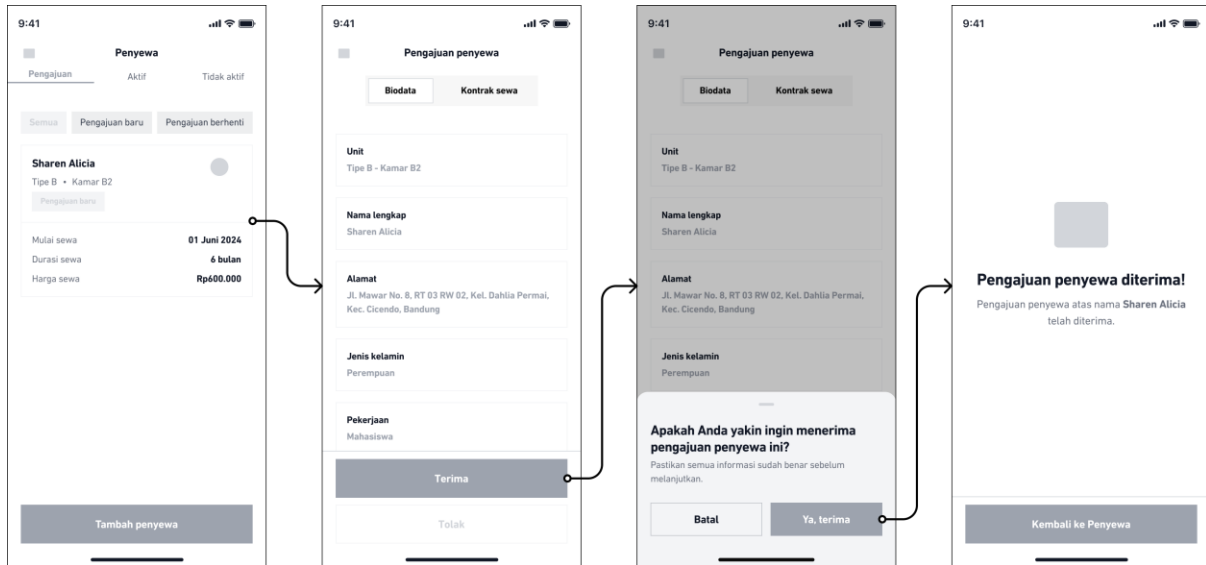 9:41
Penyewa
Pengajuan Aktif Tidak aktif
Semua Pengajuan baru Pengajuan berhenti
Sharen Alicia
Tipe B • Kamar B2
Pengajuan baru
Mulai sewa 01 Juni 2024
Durasi sewa 6 bulan
Harga sewa Rp600.000
Tambah penyewa
9:41
Pengajuan penyewa
Biodata Kontrak sewa
Unit
Tipe B - Kamar B2
Nama lengkap
Sharen Alicia
Alamat
Jl. Mawar No. 8, RT 03 RW 02, Kel. Dahlia Permai,
Kec. Cicendo, Bandung
Jenis kelamin
Perempuan
Pekerjaan
Mahasiswa
Terima
Tolak
9:41
Pengajuan penyewa
Biodata Kontrak sewa
Unit
Tipe B - Kamar B2
Nama lengkap
Sharen Alicia
Alamat
Jl. Mawar No. 8, RT 03 RW 02, Kel. Dahlia Permai,
Kec. Cicendo, Bandung
Jenis kelamin
Perempuan
Apakah Anda yakin ingin menerima
pengajuan penyewa ini?
Pastikan semua informasi sudah benar sebelum
melanjutkan.
Batal Ya, terima
9:41
Pengajuan penyewa diterima!
Pengajuan penyewa atas nama Sharen Alicia
telah diterima.
Kembali ke Penyewa